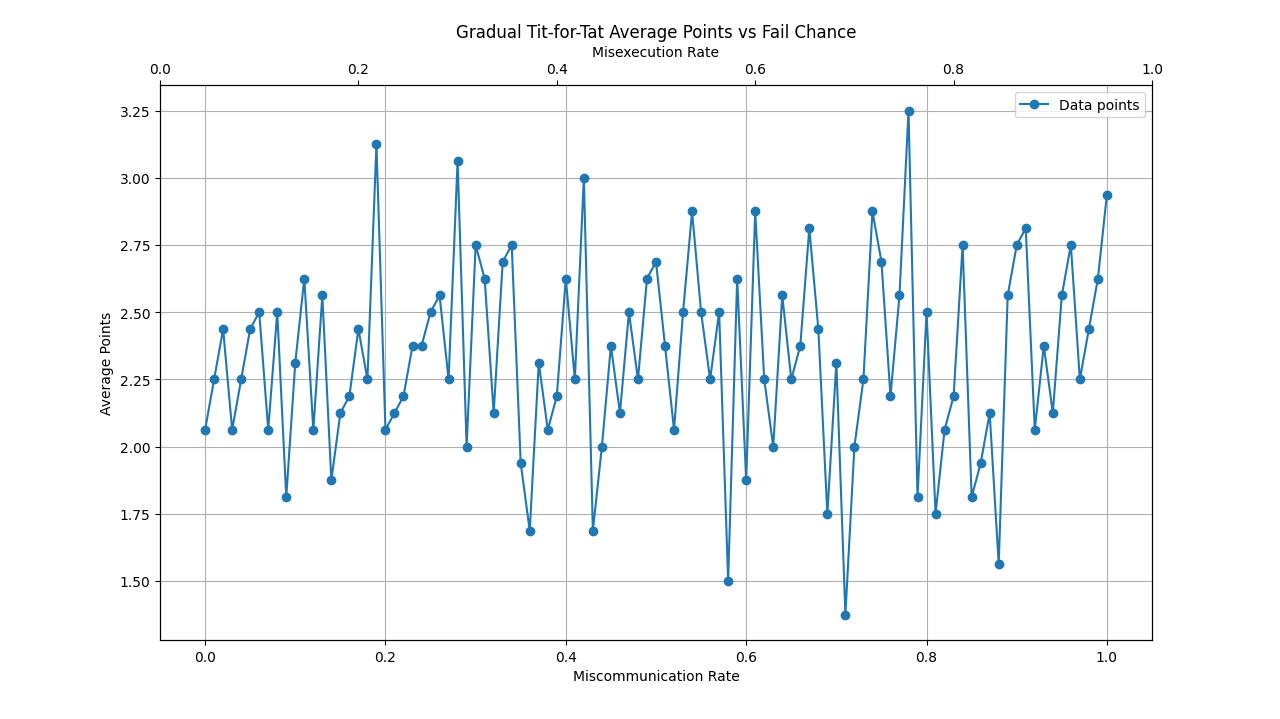 Gradual Tit-for-Tat Average Points vs Fail Chance
Misexecution Rate
0.0 0.2 0.4 0.6 0.8 1.0
Data points
3.25
3.00
2.75
2.50
2.25
2.00
1.75
1.50
Average Points
0.0 0.2 0.4 0.6 0.8 1.0
Miscommunication Rate